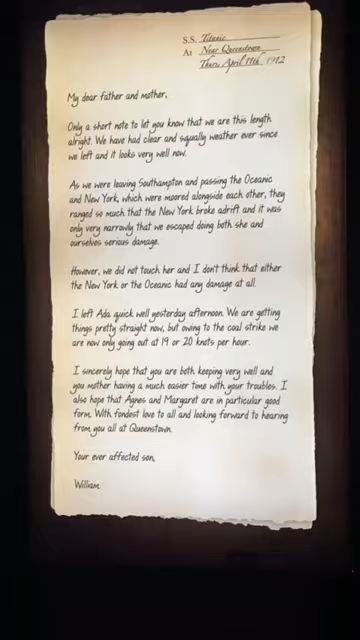 S.S. Titanic
At Near Queenstown
Thurs, April 11th 1912
My dear father and mother,
Only a short note to let you know that we are this length
alright. We have had clear and squally weather ever since
we left and it looks very well now.
As we were leaving Southampton and passing the Oceanic
and New York, which were moored alongside each other, they
ranged so much that the New York broke adrift and it was
only very narrowly that we escaped doing both she and
ourselves serious damage.
However, we did not touch her and I don't think that either
the New York or the Oceanic had any damage at all.
I left Ada quick well yesterday afternoon. We are getting
things pretty straight now, but owing to the coal strike we
are now only going out at 19 or 20 knots per hour.
I sincerely hope that you are both keeping very well and
you mother having a much easier time with your troubles. I
also hope that Agnes and Margaret are in particular good
form. With fondest love to all and looking forward to hearing
from you all at Queenstown.
Your ever affected son,
William